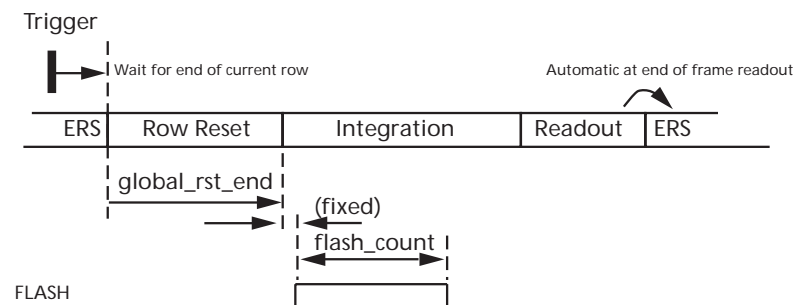 Trigger
Wait for end of current row
Automatic at end of frame readout
ERS Row Reset Integration Readout ERS
global_rst_end
(fixed)
flash_count
FLASH